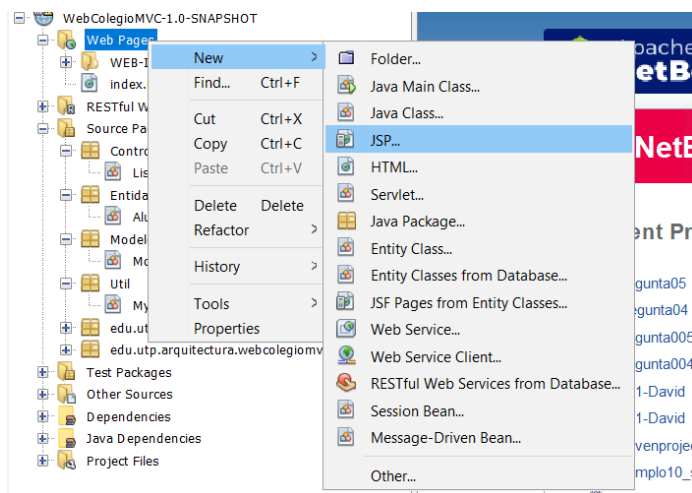 WebColegioMVC-1.0-SNAPSHOT
Web Pages
WEB-I
index.
RESTful W
Source Pa
Contro
Lis
Entida
Alu
Model
Mo
Util
My
edu.ut
edu.utp.arquitectura.webcolegiomv
Test Packages
Other Sources
Dependencies
Java Dependencies
Project Files
New >
Find... Ctrl+F
Cut Ctrl+X
Copy Ctrl+C
Paste Ctrl+V
Delete Delete
Refactor >
History >
Tools >
Properties
Folder...
Java Main Class...
Java Class...
JSP...
HTML...
Servlet...
Java Package...
Entity Class...
Entity Classes from Database...
JSF Pages from Entity Classes...
Web Service...
Web Service Client...
RESTful Web Services from Database...
Session Bean...
Message-Driven Bean...
Other...
pache
etB
NetB
ent Pr
gunta05
egunta04
gunta005
gunta004
1-David
1-David
venproje
mplo10_s